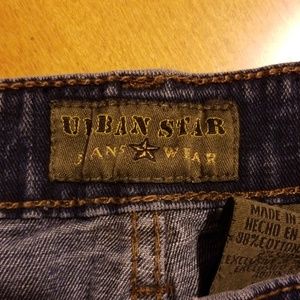 URBAN STAR
JEANS WEAR
MADE IN
HECHO EN
98% COTTON